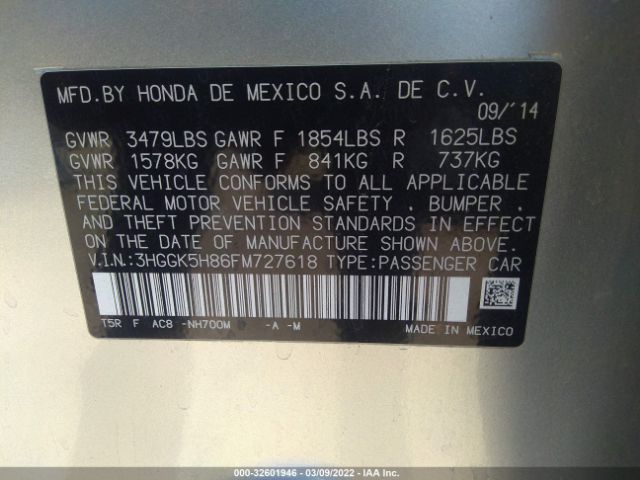 MFD.BY HONDA DE MEXICO S.A. DE C.V.
09/'14
GVWR 3479LBS GAWR F 1854LBS R 1625LBS
GVWR 1578KG GAWR F 841KG R 737KG
THIS VEHICLE CONFORMS TO ALL APPLICABLE
FEDERAL MOTOR VEHICLE SAFETY , BUMPER ,
AND THEFT PREVENTION STANDARDS IN EFFECT
ON THE DATE OF MANUFACTURE SHOWN ABOVE.
V.I.N.:3HGGK5H86FM727618 TYPE:PASSENGER CAR
T5R F AC8 -NH700M -A -M
MADE IN MEXICO
000-32601946 - 03/09/2022 - IAA Inc.